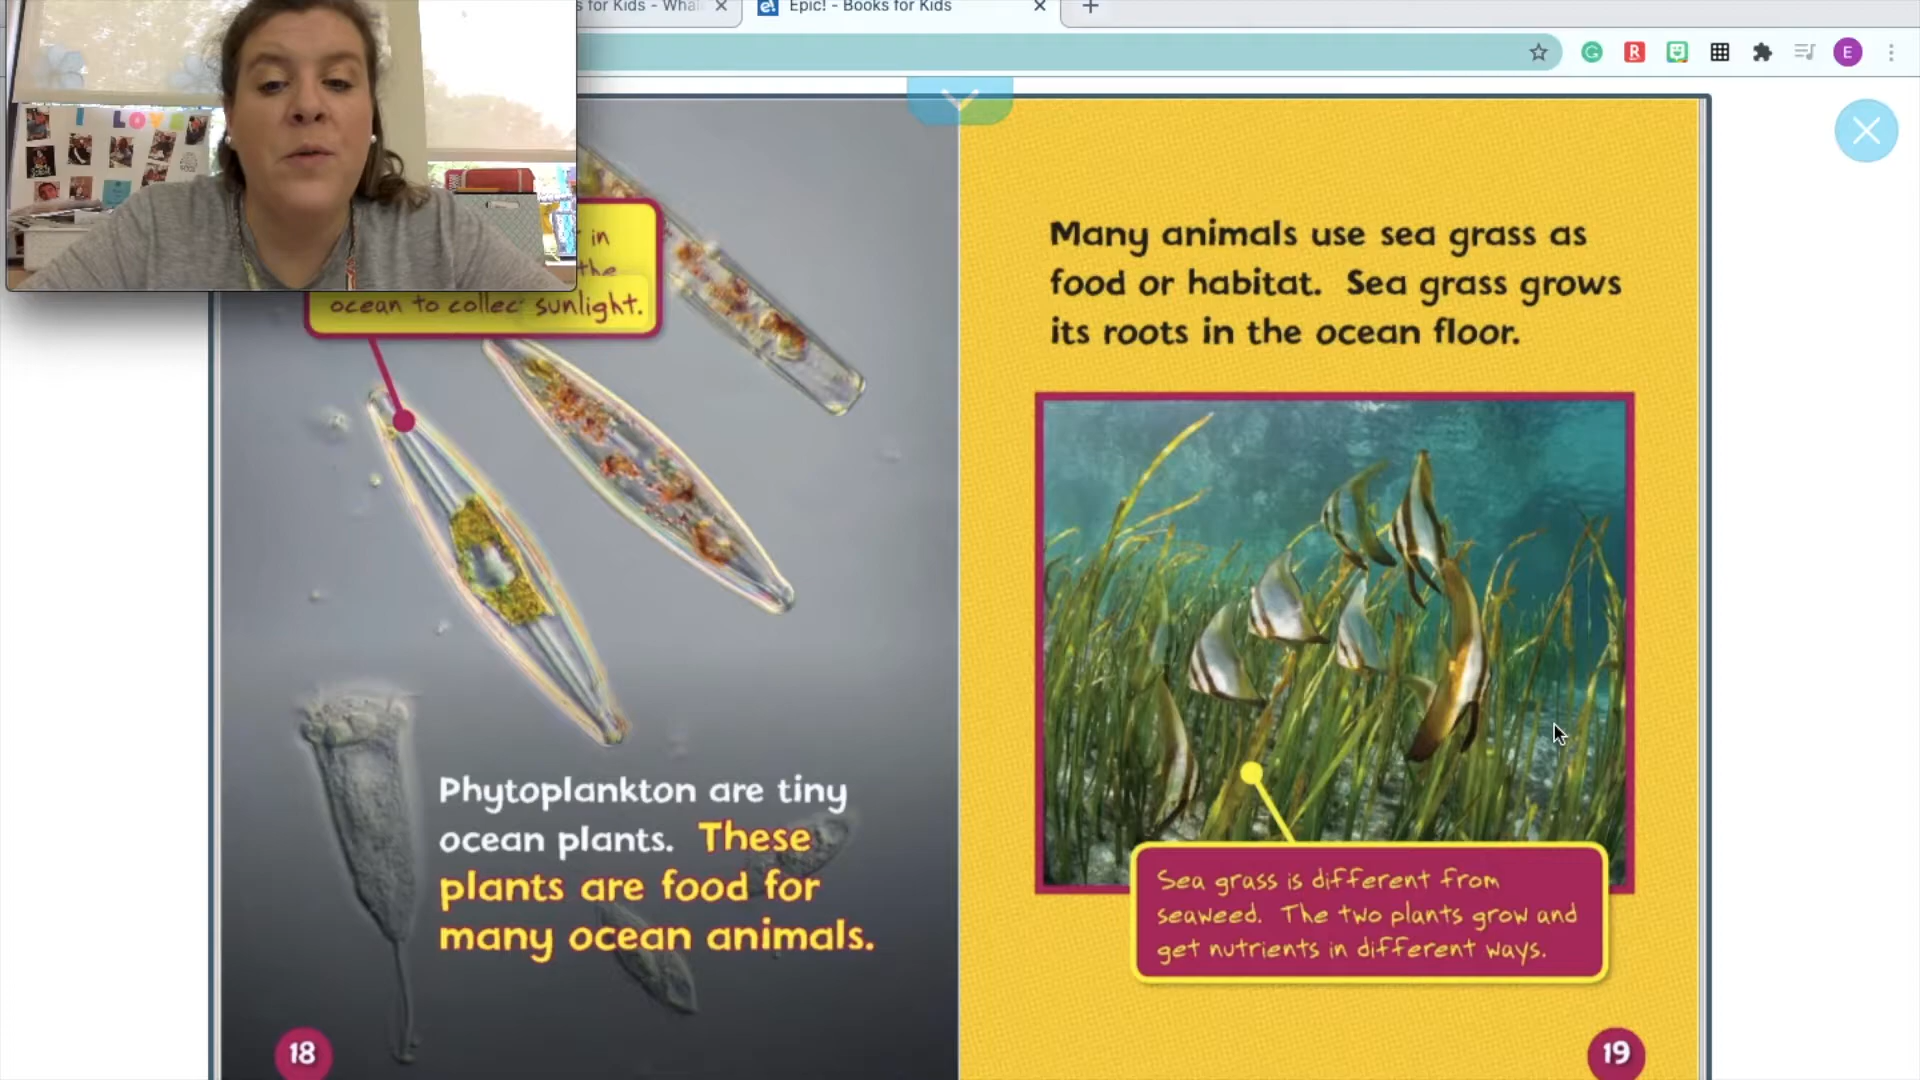 s for Kids - Whal
Epic! - Books for Kids
E
I LOVE
in
the
ocean to collec sunlight.
Many animals use sea grass as
food or habitat. Sea grass grows
its roots in the ocean floor.
Phytoplankton are tiny
ocean plants. These
plants are food for
many ocean animals.
Sea grass is different from
seaweed. The two plants grow and
get nutrients in different ways.
18
19